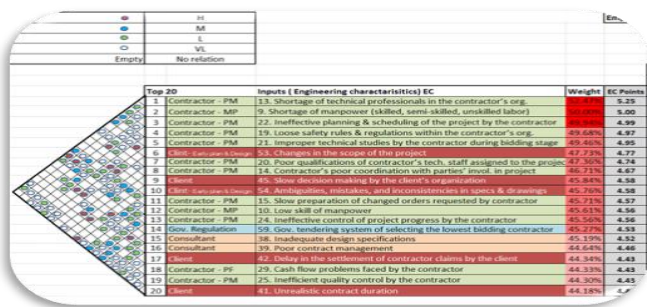 H
M
L
VL
Empty No relation
Top 20 Inputs ( Engineering charactarisitics) EC Weight EC Points
1 Contractor - PM 13. Shortage of technical professionals in the contractor's org. 5.25
2 Contractor - MP 9. Shortage of manpower (skilled, semi-skilled, unskilled labor) 5.00
3 Contractor - PM 22. Ineffective planning & scheduling of the project by the contractor 4.99
4 Contractor - PM 19. Loose safety rules & regulations within the contractor's org. 49.68% 4.97
5 Contractor - PM 21. Improper technical studies by the contractor during bidding stage 49.46% 4.95
6 Client- Early plan & Design 53. Changes in the scope of the project 47.73% 4.77
7 Contractor - PM 20. Poor qualifications of contractor's tech. staff assigned to the projec 47.36% 4.74
8 Contractor - PM 14. Contractor's poor coordination with parties' invol. in project 46.71% 4.67
9 Client 45. Slow decision making by the client's organization 45.84% 4.58
10 Clint- Early plan & Design 54. Ambiguities, mistakes, and inconsistencies in specs & drawings 45.76% 4.58
11 Contractor - PM 15. Slow preparation of changed orders requested by contractor 45.71% 4.57
12 Contractor - MP 10. Low skill of manpower 45.61% 4.56
13 Contractor - PM 24. Ineffective control of project progress by the contractor 45.56% 4.56
14 Gov. Regulation 59. Gov. tendering system of selecting the lowest bidding contractor 45.27% 4.53
15 Consultant 38. Inadequate design specifications 45.19% 4.52
16 Consultant 39. Poor contract management 44.64% 4.46
17 Client 42. Delay in the settlement of contractor claims by the client 44.34% 4.43
18 Contractor - PF 29. Cash flow problems faced by the contractor 44.33% 4.43
19 Contractor - PM 25. Inefficient quality control by the contractor 44.30% 4.43
20 Client 41. Unrealistic contract duration 44.18%